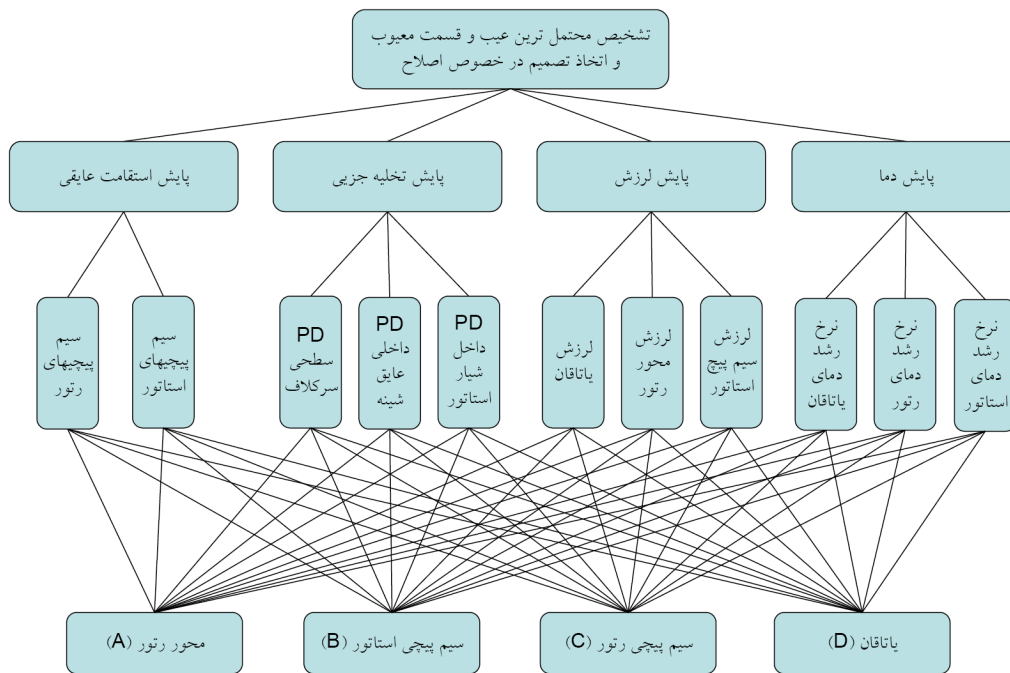 تشخیص محتمل ترین عیب و قسمت معیوب
و اتخاذ تصمیم در خصوص اصلاح
پایش دما
پایش لرزش
پایش تخلیه جزیی
پایش استقامت عایقی
نرخ
رشد
دمای
استاتور
نرخ
رشد
دمای
رتور
نرخ
رشد
دمای
یاتاقان
لرزش
سیم پیچ
استاتور
لرزش
محور
رتور
لرزش
یاتاقان
PD
داخل
شیار
استاتور
PD
داخلی
عایق
شینه
PD
سطحی
سرکلاف
سیم
پیچیهای
استاتور
سیم
پیچیهای
رتور
یاتاقان (D)
سیم پیچی رتور (C)
سیم پیچی استاتور (B)
محور رتور (A)